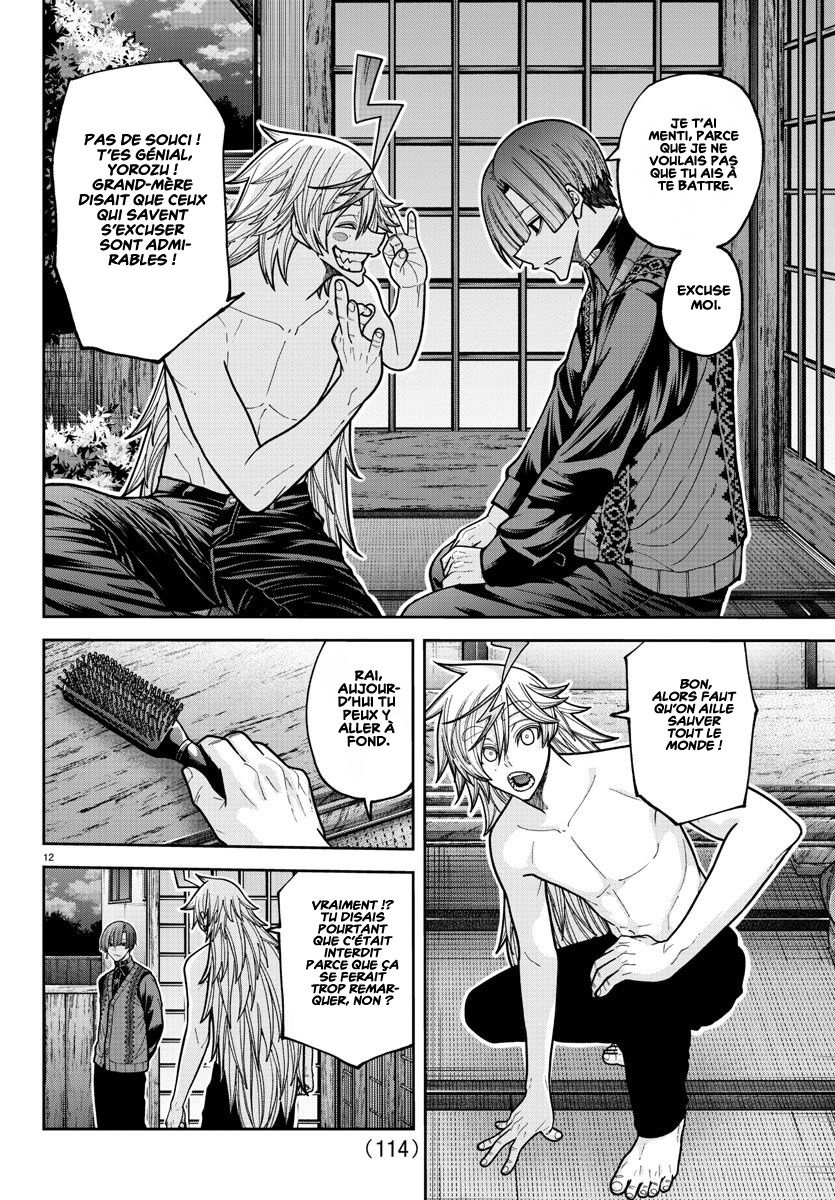 JE T'AI
MENTI, PARCE
QUE JE NE
VOULAIS PAS
QUE TU AIS À
TE BATTRE.
EXCUSE
MOI.
PAS DE SOUCI !
T'ES GÉNIAL,
YOROZU !
GRAND-MÈRE
DISAIT QUE CEUX
QUI SAVENT
S'EXCUSER
SONT ADMI-
RABLES !
BON,
ALORS FAUT
QU'ON AILLE
SAUVER
TOUT LE
MONDE !
RAI,
AUJOUR-
D'HUI TU
PEUX Y
ALLER À
FOND.
12
VRAIMENT !?
TU DISAIS
POURTANT
QUE C'ÉTAIT
INTERDIT
PARCE QUE ÇA
SE FERAIT
TROP REMAR-
QUER, NON ?
(114)